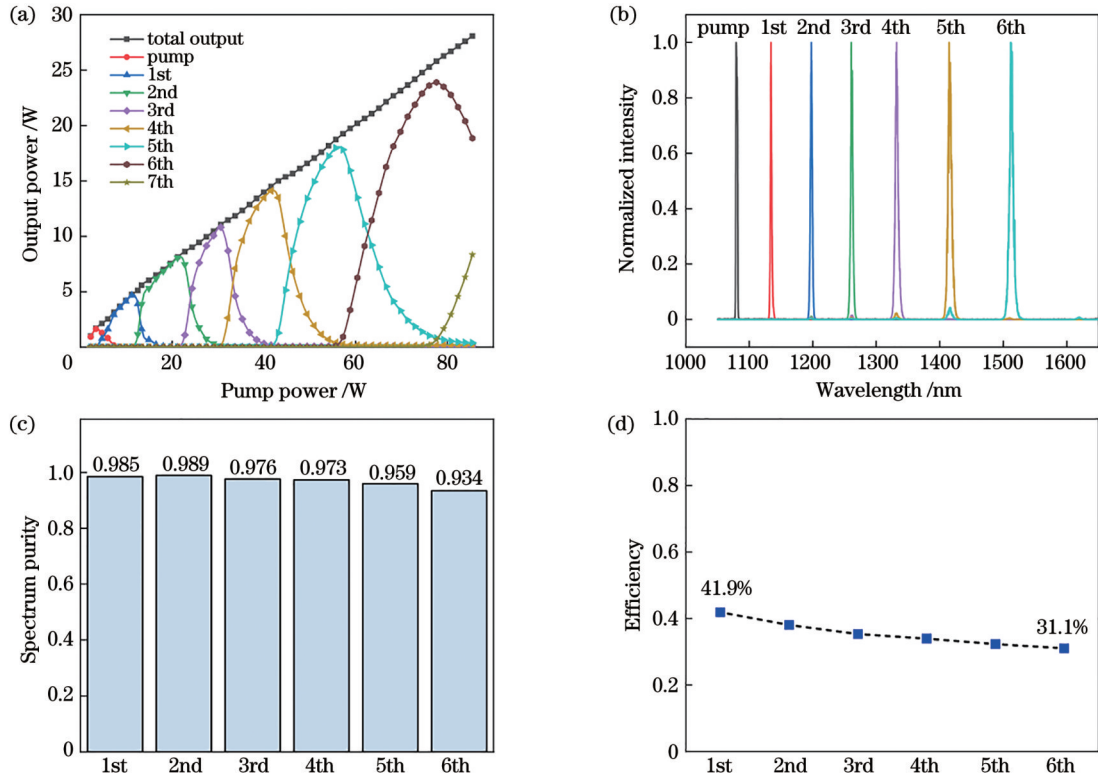 (a)
30
25
20
15
10
5
0
20
40
60
80
Output power /W
Pump power /W
total output
pump
1st
2nd
3rd
4th
5th
6th
7th
(b)
pump 1st 2nd 3rd 4th 5th 6th
1.0
0.8
0.6
0.4
0.2
0
1000 1100 1200 1300 1400 1500 1600
Normalized intensity
Wavelength /nm
(c)
1.0
0.8
0.6
0.4
0.2
0
Spectrum purity
0.985 0.989 0.976 0.973 0.959 0.934
1st 2nd 3rd 4th 5th 6th
(d)
1.0
0.8
0.6
0.4
0.2
0
Efficiency
41.9%
31.1%
1st 2nd 3rd 4th 5th 6th